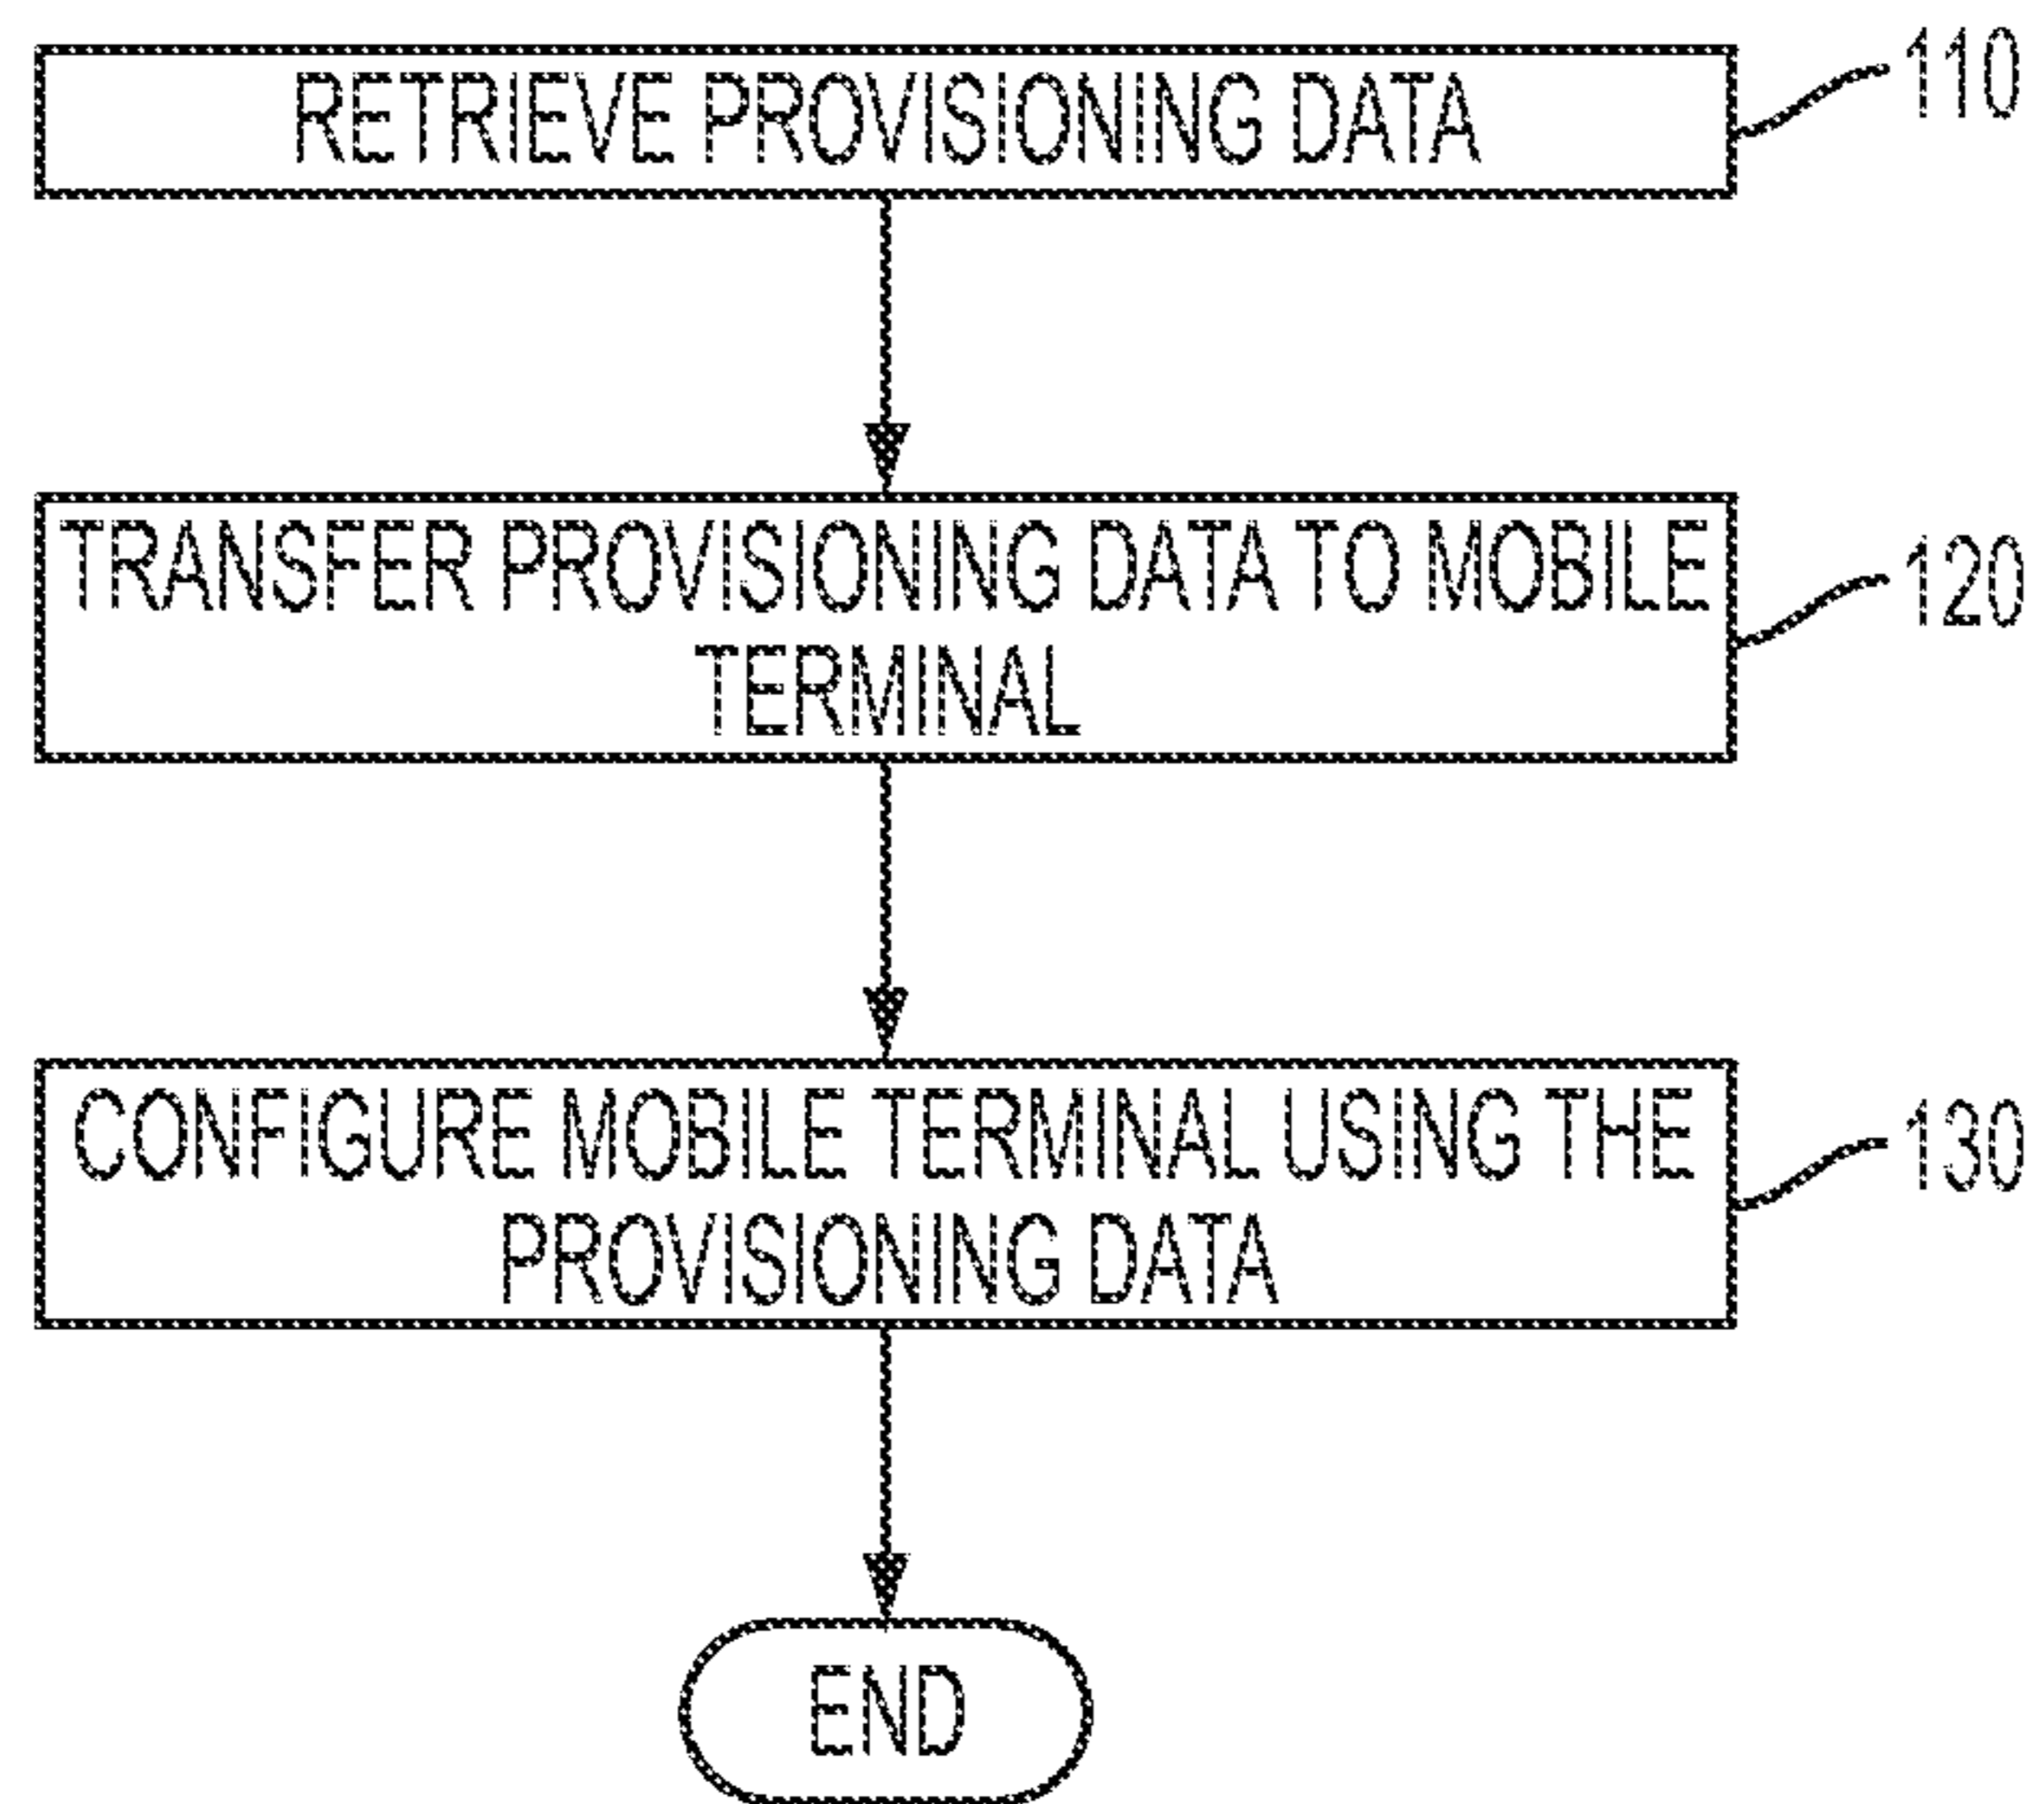 RETRIEVE PROVISIONING DATA
110
TRANSFER PROVISIONING DATA TO MOBILE
TERMINAL
120
CONFIGURE MOBILE TERMINAL USING THE
PROVISIONING DATA
130
END